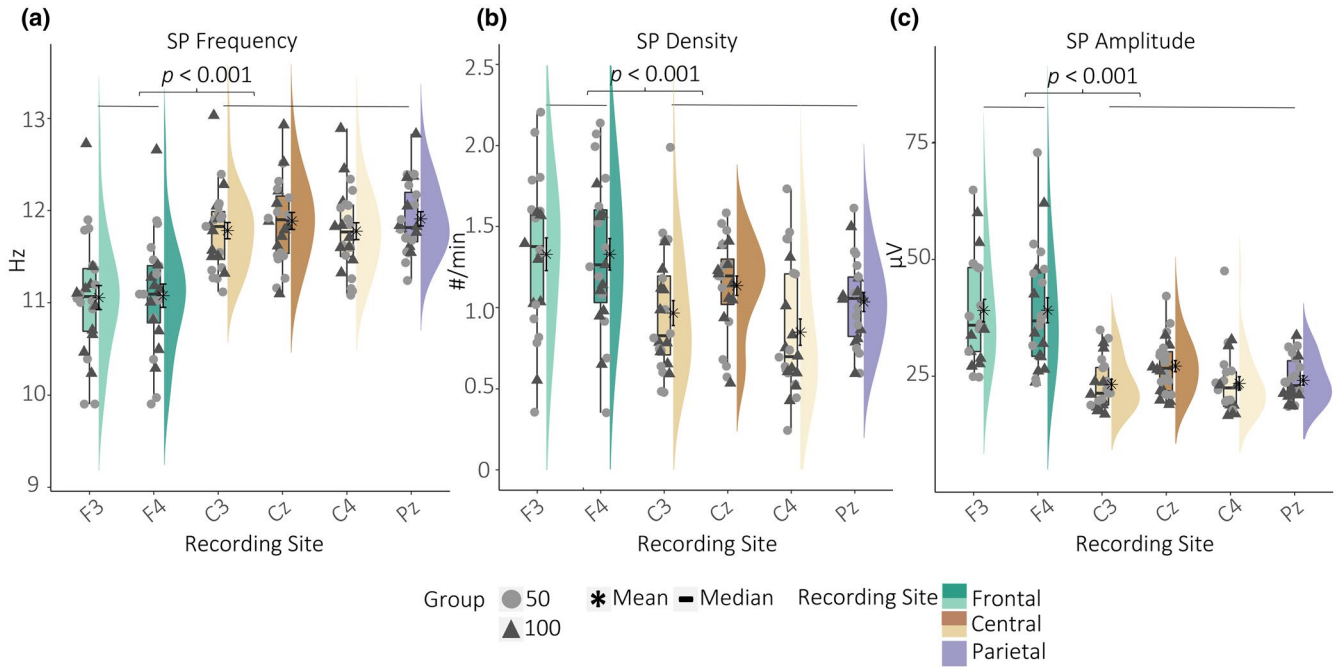 (a)
SP Frequency
p < 0.001
Hz
13
12
11
10
9
F3 F4 C3 Cz C4 Pz
Recording Site
(b)
SP Density
p < 0.001
#/min
2.5
2.0
1.5
1.0
0.5
0
F3 F4 C3 Cz C4 Pz
Recording Site
(c)
SP Amplitude
p < 0.001
µV
75
50
25
F3 F4 C3 Cz C4 Pz
Recording Site
Group 50 Mean Median Recording Site Frontal
100 Central
Parietal